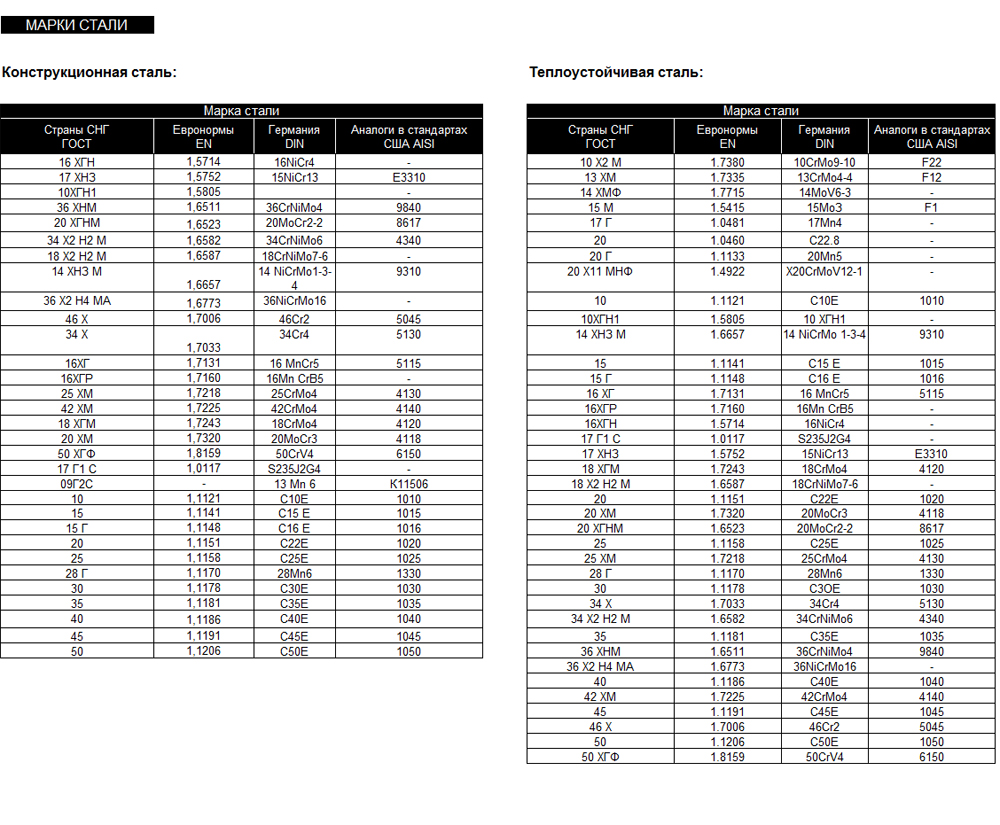 МАРКИ СТАЛИ
Конструкционная сталь:
Марка стали
Страны СНГ ГОСТ Евронормы EN Германия DIN Аналоги в стандартах США AISI
16 ХГН 1,5714 16NiCr4 -
17 ХНЗ 1,5752 15NiCr13 E3310
10ХГН1 1,5805 -
36 ХНМ 1,6511 36CrNiMo4 9840
20 ХГНМ 1,6523 20MoCr2-2 8617
34 Х2 Н2 М 1,6582 34CrNiMo6 4340
18 Х2 Н2 М 1,6587 18CrNiMo7-6 -
14 ХНЗ М 1,6657 14 NiCrMo1-3-4 9310
36 Х2 Н4 МА 1,6773 36NiCrMo16 -
46 Х 1,7006 46Cr2 5045
34 Х 1,7033 34Cr4 5130
16ХГ 1,7131 16 MnCr5 5115
16ХГР 1,7160 16Mn CrB5 -
25 ХМ 1,7218 25CrMo4 4130
42 ХМ 1,7225 42CrMo4 4140
18 ХГМ 1,7243 18CrMo4 4120
20 ХМ 1,7320 20MoCr3 4118
50 ХГФ 1,8159 50CrV4 6150
17 Г1 С 1,0117 S235J2G4 -
09Г2С - 13 Mn 6 K11506
10 1,1121 C10E 1010
15 1,1141 C15 E 1015
15 Г 1,1148 C16 E 1016
20 1,1151 C22E 1020
25 1,1158 C25E 1025
28 Г 1,1170 28Mn6 1330
30 1,1178 C30E 1030
35 1,1181 C35E 1035
40 1,1186 C40E 1040
45 1,1191 C45E 1045
50 1,1206 C50E 1050
Теплоустойчивая сталь:
Марка стали
Страны СНГ ГОСТ Евронормы EN Германия DIN Аналоги в стандартах США AISI
10 Х2 М 1.7380 10CrMo9-10 F22
13 ХМ 1.7335 13CrMo4-4 F12
14 ХМФ 1.7715 14MoV6-3 -
15 М 1.5415 15Mo3 F1
17 Г 1.0481 17Mn4 -
20 1.0460 C22.8 -
20 Г 1.1133 20Mn5 -
20 Х11 МНФ 1.4922 X20CrMoV12-1 -
10 1.1121 C10E 1010
10ХГН1 1.5805 10 ХГН1 -
14 ХНЗ М 1.6657 14 NiCrMo 1-3-4 9310
15 1.1141 C15 E 1015
15 Г 1.1148 C16 E 1016
16 ХГ 1.7131 16 MnCr5 5115
16ХГР 1.7160 16Mn CrB5 -
16ХГН 1.5714 16NiCr4 -
17 Г1 С 1.0117 S235J2G4 -
17 ХНЗ 1.5752 15NiCr13 E3310
18 ХГМ 1.7243 18CrMo4 4120
18 Х2 Н2 М 1.6587 18CrNiMo7-6 -
20 1.1151 C22E 1020
20 ХМ 1.7320 20MoCr3 4118
20 ХГНМ 1.6523 20MoCr2-2 8617
25 1.1158 C25E 1025
25 ХМ 1.7218 25CrMo4 4130
28 Г 1.1170 28Mn6 1330
30 1.1178 C3OE 1030
34 Х 1.7033 34Cr4 5130
34 Х2 Н2 М 1.6582 34CrNiMo6 4340
35 1.1181 C35E 1035
36 ХНМ 1.6511 36CrNiMo4 9840
36 Х2 Н4 МА 1.6773 36NiCrMo16 -
40 1.1186 C40E 1040
42 ХМ 1.7225 42CrMo4 4140
45 1.1191 C45E 1045
46 Х 1.7006 46Cr2 5045
50 1.1206 C50E 1050
50 ХГФ 1.8159 50CrV4 6150